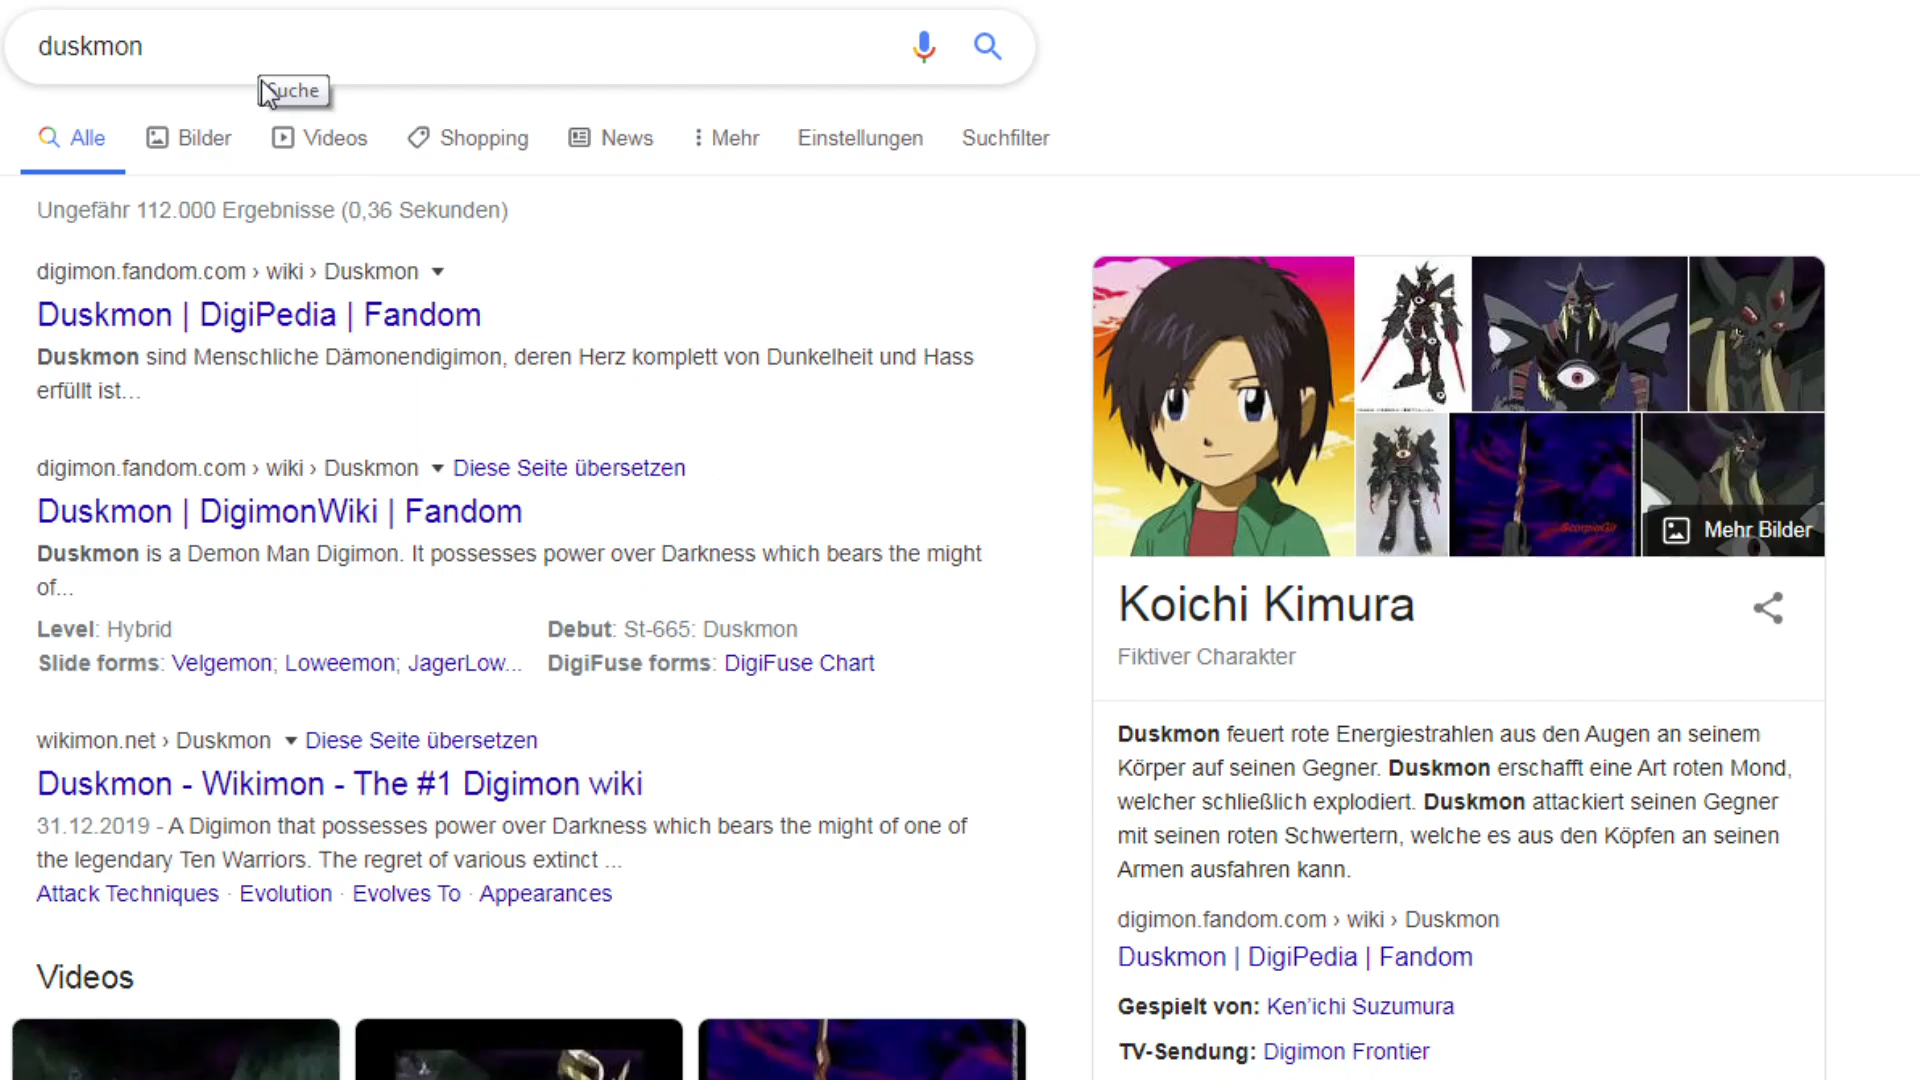 duskmon
Suche
Alle Bilder Videos Shopping News Mehr Einstellungen Suchfilter
Ungefähr 112.000 Ergebnisse (0,36 Sekunden)
digimon.fandom.com › wiki › Duskmon
Duskmon | DigiPedia | Fandom
Duskmon sind Menschliche Dämonendigimon, deren Herz komplett von Dunkelheit und Hass
erfüllt ist...
digimon.fandom.com › wiki › Duskmon Diese Seite übersetzen
Duskmon | DigimonWiki | Fandom
Duskmon is a Demon Man Digimon. It possesses power over Darkness which bears the might
of...
Level: Hybrid Debut: St-665: Duskmon
Slide forms: Velgemon; Loweemon; JagerLow... DigiFuse forms: DigiFuse Chart
wikimon.net › Duskmon Diese Seite übersetzen
Duskmon - Wikimon - The #1 Digimon wiki
31.12.2019 - A Digimon that possesses power over Darkness which bears the might of one of
the legendary Ten Warriors. The regret of various extinct ...
Attack Techniques · Evolution · Evolves To · Appearances
Videos
ScorpioGir
Mehr Bilder
Koichi Kimura
Fiktiver Charakter
Duskmon feuert rote Energiestrahlen aus den Augen an seinem
Körper auf seinen Gegner. Duskmon erschafft eine Art roten Mond,
welcher schließlich explodiert. Duskmon attackiert seinen Gegner
mit seinen roten Schwertern, welche es aus den Köpfen an seinen
Armen ausfahren kann.
digimon.fandom.com › wiki › Duskmon
Duskmon | DigiPedia | Fandom
Gespielt von: Ken'ichi Suzumura
TV-Sendung: Digimon Frontier